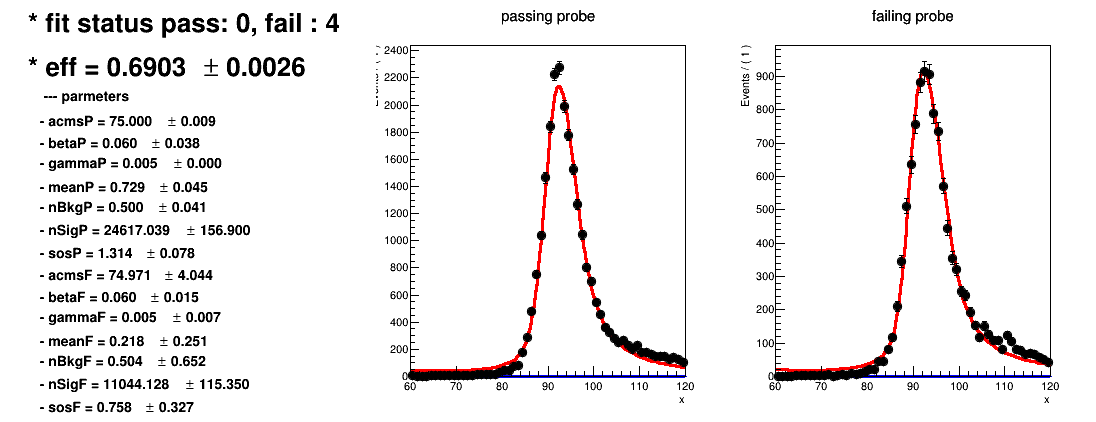 * fit status pass: 0, fail : 4
* eff = 0.6903 ± 0.0026
--- parmeters
- acmsP = 75.000 ± 0.009
- betaP = 0.060 ± 0.038
- gammaP = 0.005 ± 0.000
- meanP = 0.729 ± 0.045
- nBkgP = 0.500 ± 0.041
- nSigP = 24617.039 ± 156.900
- sosP = 1.314 ± 0.078
- acmsF = 74.971 ± 4.044
- betaF = 0.060 ± 0.015
- gammaF = 0.005 ± 0.007
- meanF = 0.218 ± 0.251
- nBkgF = 0.504 ± 0.652
- nSigF = 11044.128 ± 115.350
- sosF = 0.758 ± 0.327
passing probe
2400
2200
2000
1800
1600
1400
1200
1000
800
600
400
200
0
60 70 80 90 100 110 120
x
failing probe
Events / ( 1 )
900
800
700
600
500
400
300
200
100
0
60 70 80 90 100 110 120
x